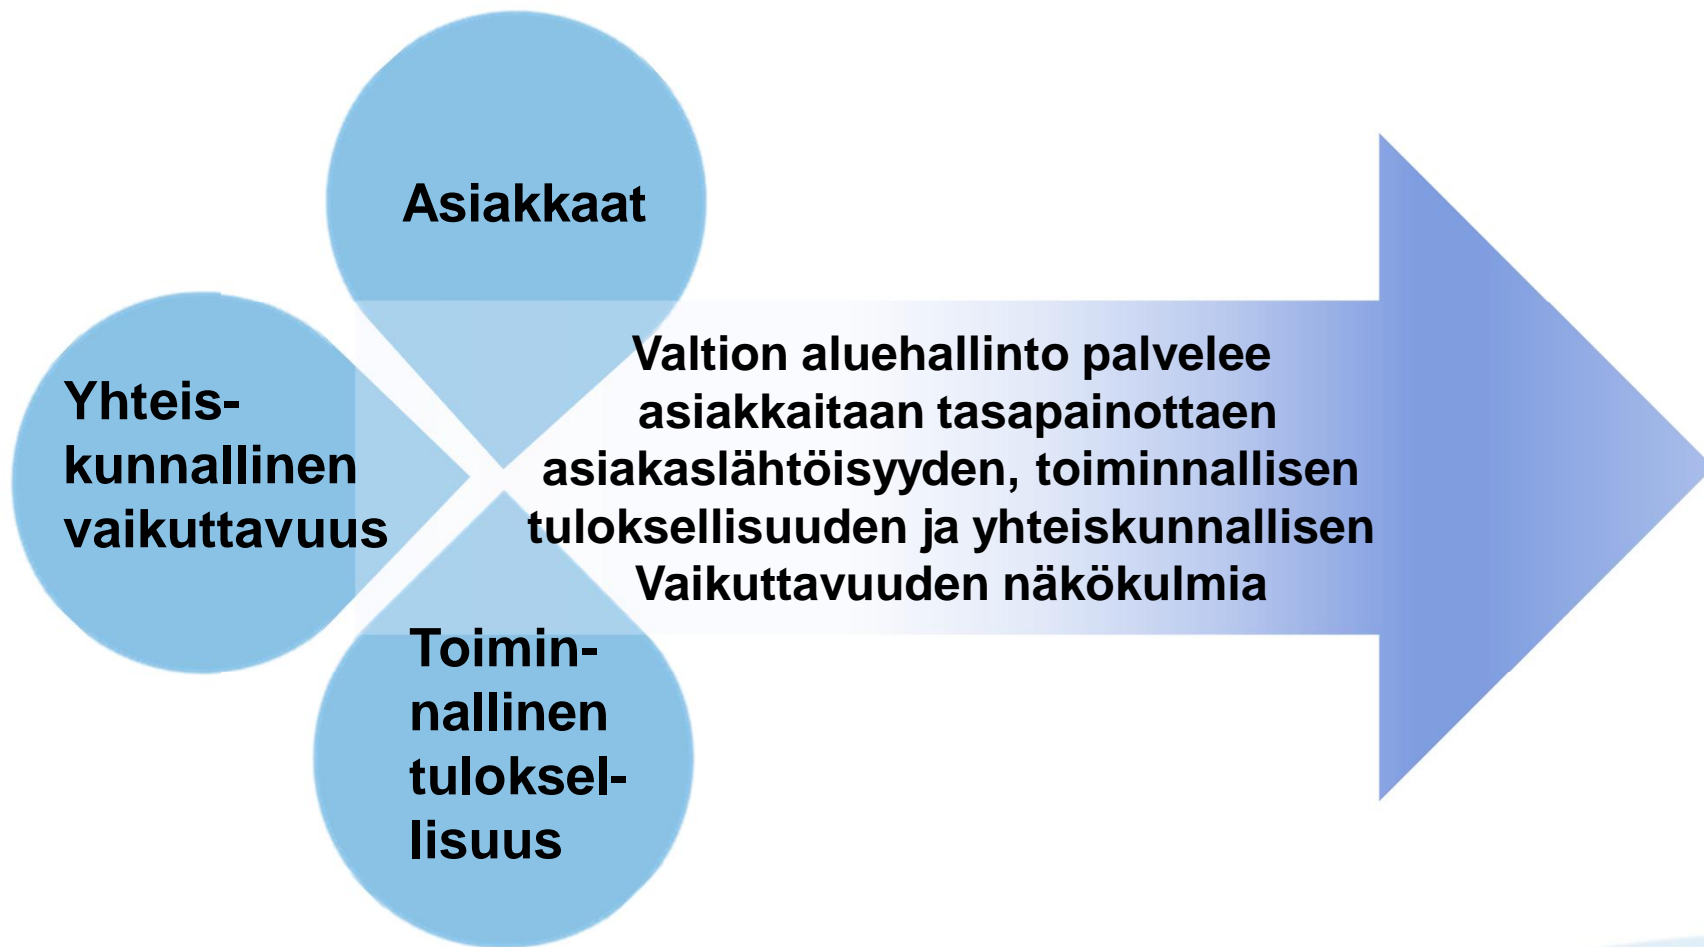 Asiakkaat
Yhteis-
kunnallinen
vaikuttavuus
Valtion aluehallinto palvelee
asiakkaitaan tasapainottaen
asiakaslähtöisyyden, toiminnallisen
tuloksellisuuden ja yhteiskunnallisen
Vaikuttavuuden näkökulmia
Toimin-
nallinen
tuloksel-
lisuus